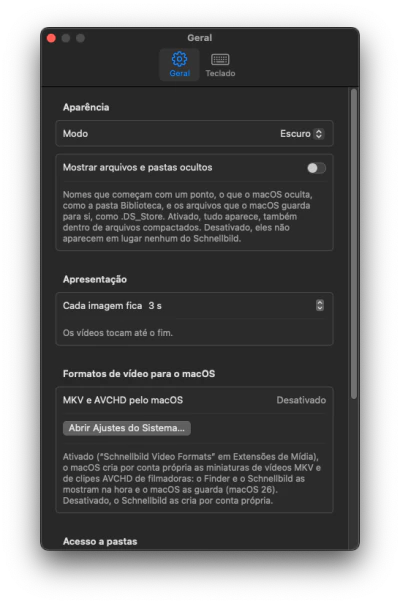 Geral
Geral
Teclado
Aparência
Modo
Escuro
Mostrar arquivos e pastas ocultos
Nomes que começam com um ponto, o que o macOS oculta,
como a pasta Biblioteca, e os arquivos que o macOS guarda
para si, como .DS_Store. Ativado, tudo aparece, também
dentro de arquivos compactados. Desativado, eles não
aparecem em lugar nenhum do Schnellbild.
Apresentação
Cada imagem fica 3 s
Os vídeos tocam até o fim.
Formatos de vídeo para o macOS
MKV e AVCHD pelo macOS
Desativado
Abrir Ajustes do Sistema...
Ativado (“Schnellbild Video Formats” em Extensões de Mídia),
o macOS cria por conta própria as miniaturas de vídeos MKV e
de clipes AVCHD de filmadoras: o Finder e o Schnellbild as
mostram na hora e o macOS as guarda (macOS 26).
Desativado, o Schnellbild as cria por conta própria.
Acesso a pastas